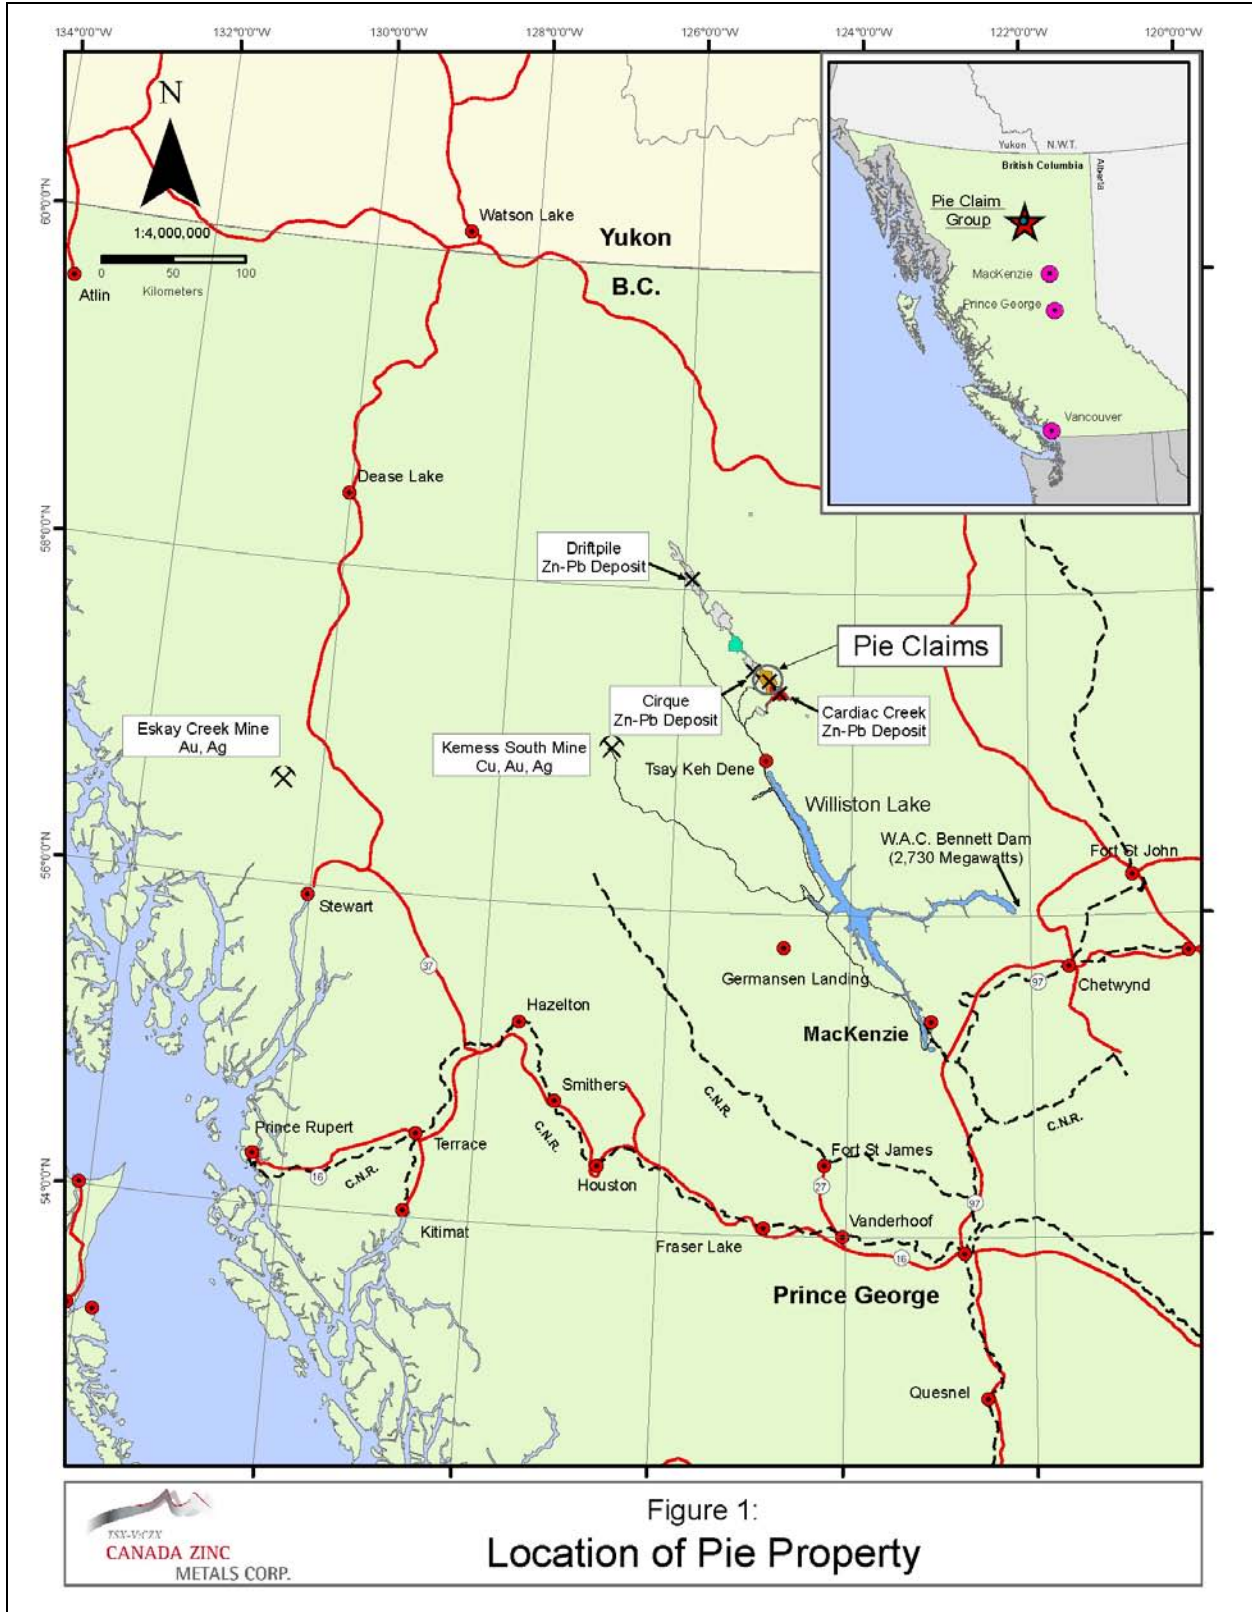 134°0'0"W
132°0'0"W
130°0'0"W
128°0'0"W
126°0'0"W
124°0'0"W
122°0'0"W
120°0'0"W
N
1:4,000,000
0 50 100
Kilometers
60°0'0"N
58°0'0"N
56°0'0"N
54°0'0"N
Yukon
N.W.T.
British Columbia
Alberta
Pie Claim
Group
MacKenzie
Prince George
Vancouver
Watson Lake
Yukon
B.C.
Atlin
Dease Lake
Driftpile
Zn-Pb Deposit
Pie Claims
Cirque
Zn-Pb Deposit
Cardiac Creek
Zn-Pb Deposit
Eskay Creek Mine
Au, Ag
Kemess South Mine
Cu, Au, Ag
Tsay Keh Dene
Williston Lake
W.A.C. Bennett Dam
(2,730 Megawatts)
Fort St John
Stewart
37
Germansen Landing
97
Chetwynd
Hazelton
MacKenzie
Smithers
C.N.R.
C.N.R.
C.N.R.
Prince Rupert
Terrace
16
C.N.R.
Houston
Fort St James
27
97
Kitimat
Fraser Lake
Vanderhoof
16
Prince George
Quesnel
TSX-V:CZX
CANADA ZINC
METALS CORP.
Figure 1:
Location of Pie Property